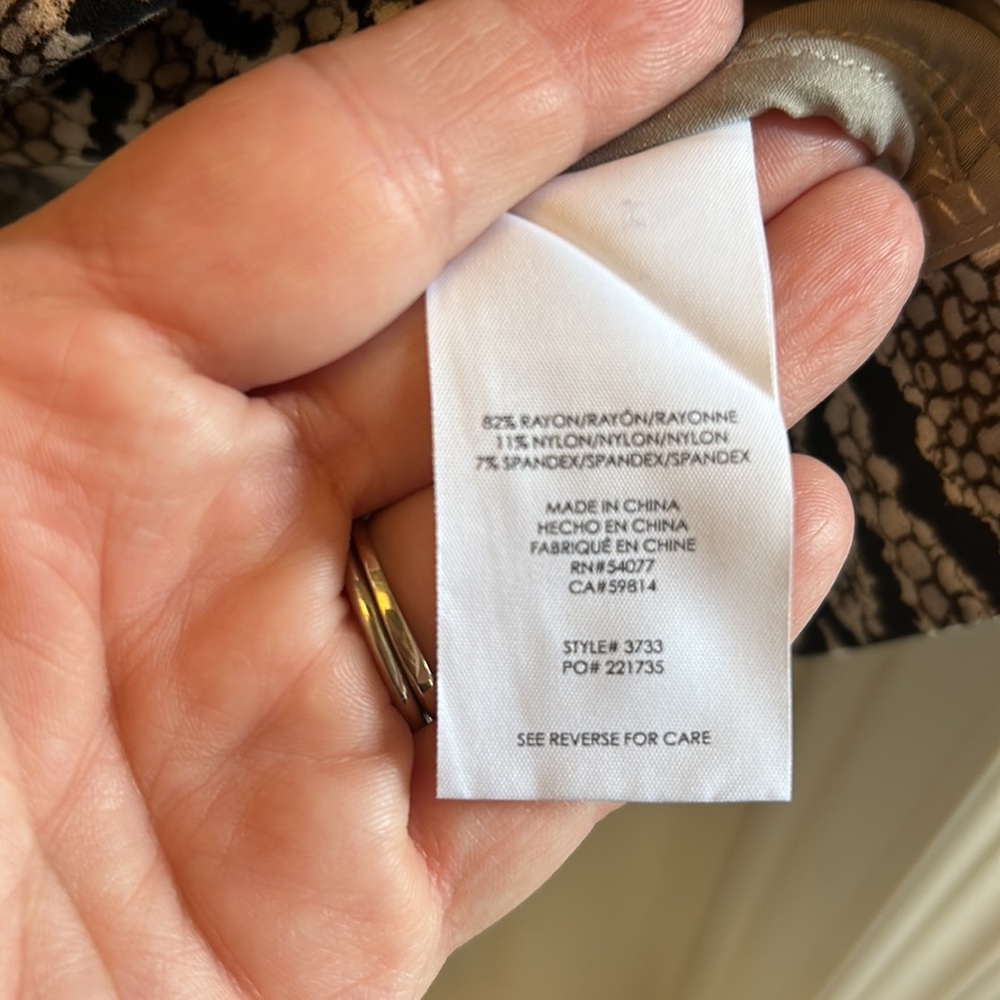 82% RAYON/RAYÓN/RAYONNE
11% NYLON/NYLON/NYLON
7% SPANDEX/SPANDEX/SPANDEX
MADE IN CHINA
HECHO EN CHINA
FABRIQUÉ EN CHINE
RN#54077
CA#59814
STYLE# 3733
PO# 221735
SEE REVERSE FOR CARE